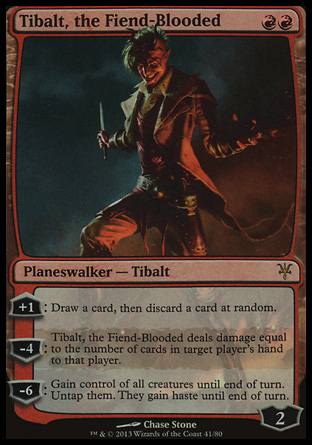 Tibalt, the Fiend-Blooded
Planeswalker — Tibalt
+1 : Draw a card, then discard a card at random.
Tibalt, the Fiend-Blooded deals damage equal
-4 : to the number of cards in target player's hand
to that player.
-6 : Gain control of all creatures until end of turn.
Untap them. They gain haste until end of turn.
Chase Stone
™ & © 2013 Wizards of the Coast 41/80
2